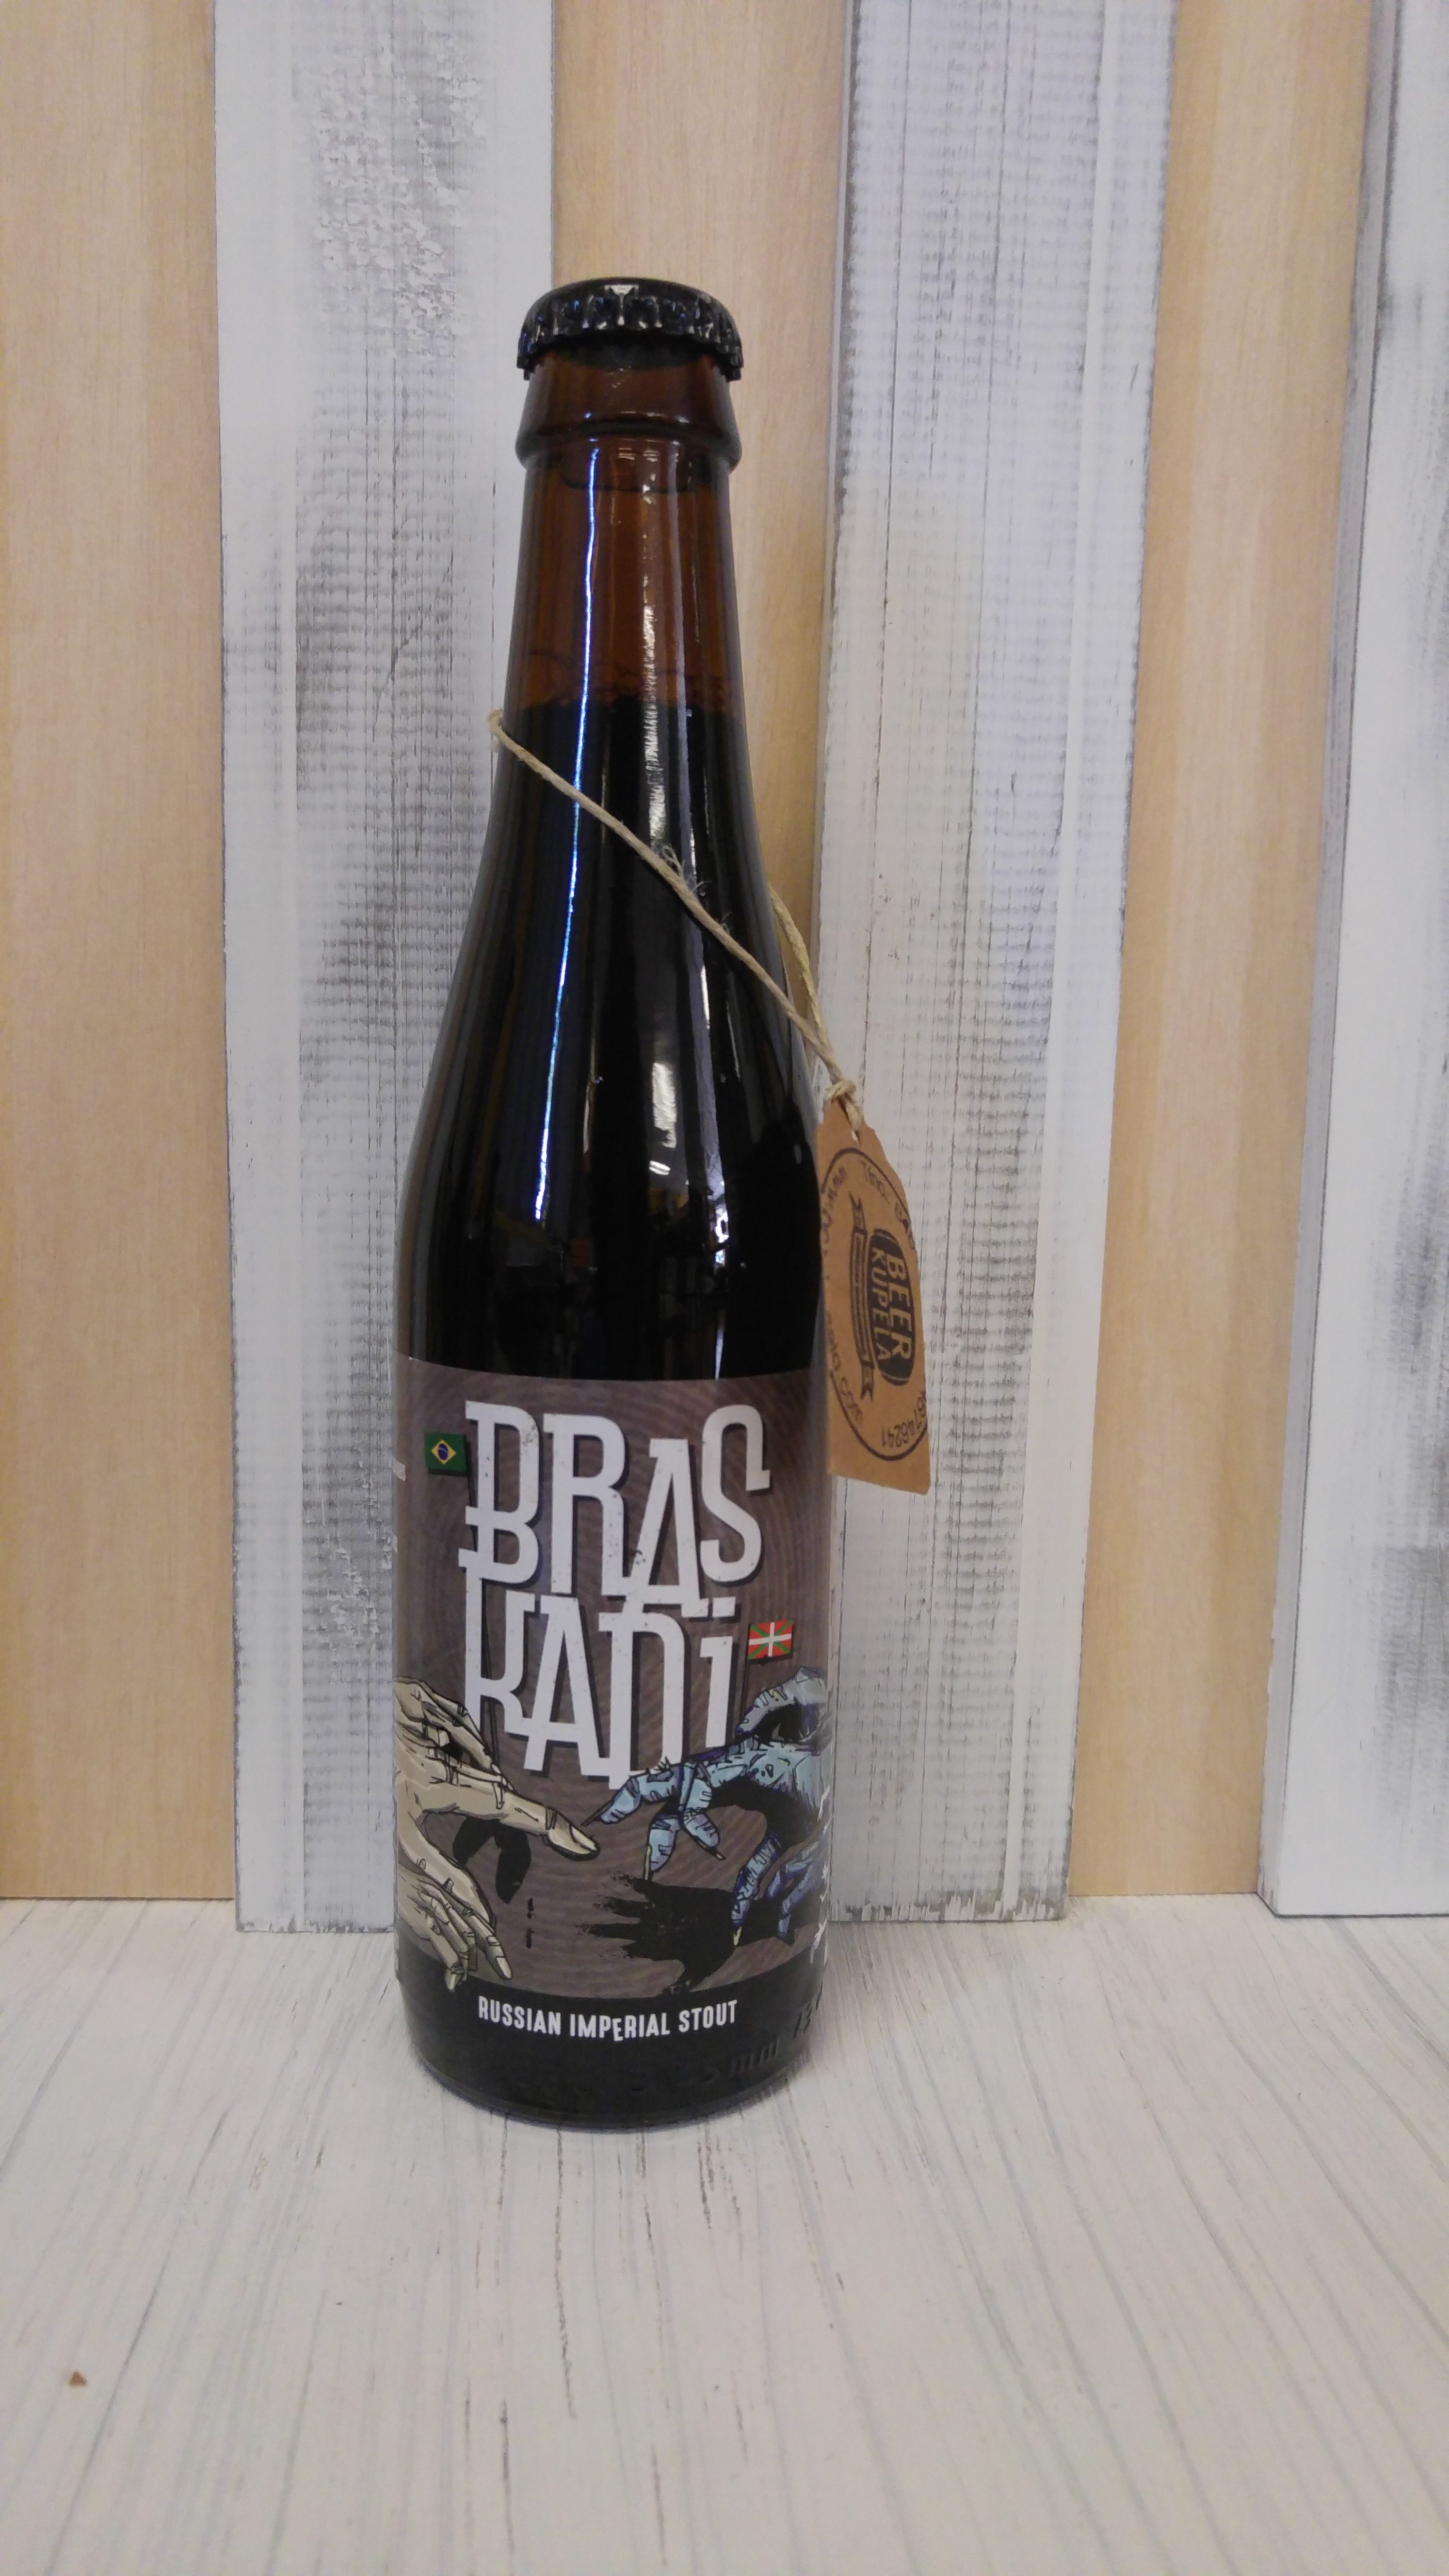 BEER
KUPELA
BRAS
KADi
RUSSIAN IMPERIAL STOUT